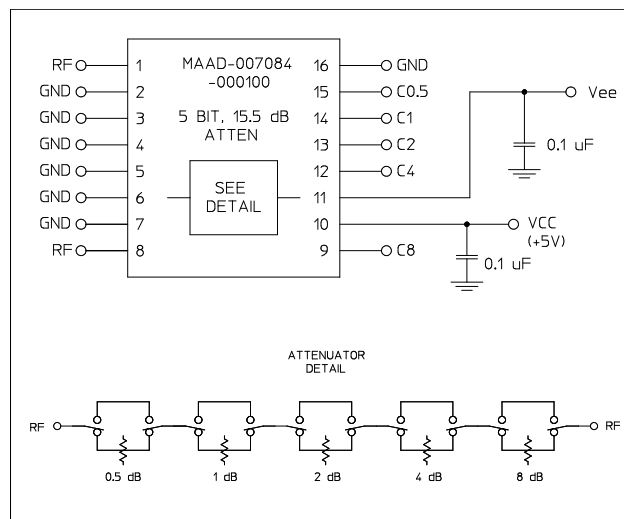 MAAD-007084
-000100
5 BIT, 15.5 dB
ATTEN
SEE
DETAIL
RF 1
GND 2
GND 3
GND 4
GND 5
GND 6
GND 7
RF 8
16 GND
15 C0.5
14 C1
13 C2
12 C4
11
10
9 C8
Vee
0.1 uF
VCC
(+5V)
0.1 uF
ATTENUATOR
DETAIL
RF
RF
0.5 dB 1 dB 2 dB 4 dB 8 dB